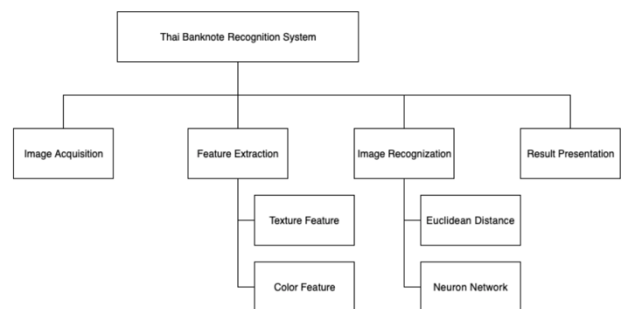 Thai Banknote Recognition System
Image Acquisition
Feature Extraction
Image Recognization
Result Presentation
Texture Feature
Euclidean Distance
Color Feature
Neuron Network